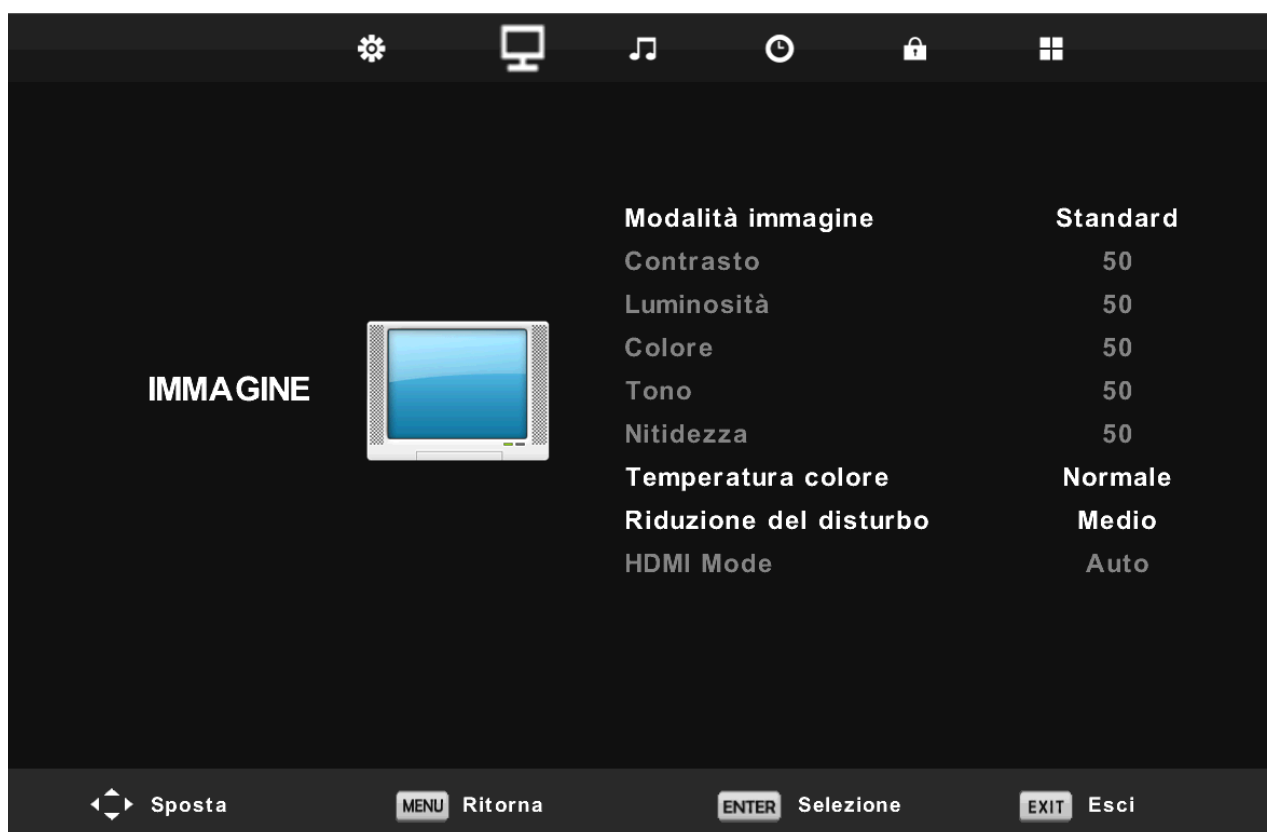 Modalità immagine Standard
Contrasto 50
Luminosità 50
Colore 50
IMMAGINE
Tono 50
Nitidezza 50
Temperatura colore Normale
Riduzione del disturbo Medio
HDMI Mode Auto
Sposta MENU Ritorna ENTER Selezione EXIT Esci